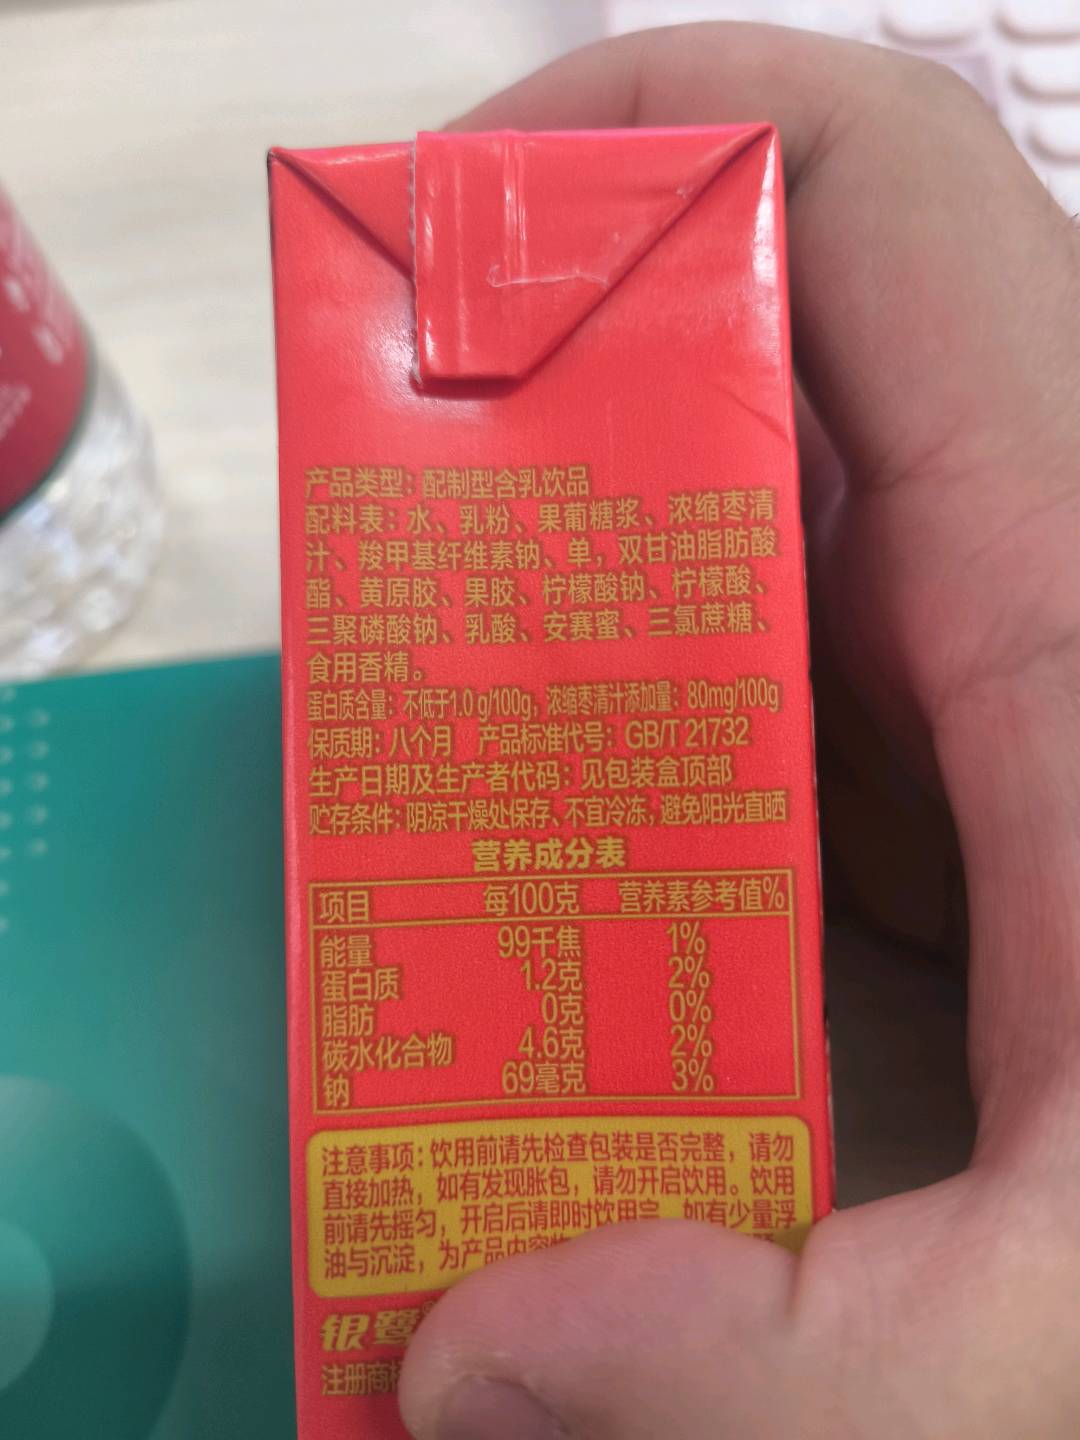 产品类型：配制型含乳饮品
配料表：水、乳粉、果葡糖浆、浓缩枣清
汁、羧甲基纤维素钠、单，双甘油脂肪酸
酯、黄原胶、果胶、柠檬酸钠、柠檬酸、
三聚磷酸钠、乳酸、安赛蜜、三氯蔗糖、
食用香精。
蛋白质含量：不低于1.0 g/100g，浓缩枣清汁添加量：80mg/100g
保质期：八个月 产品标准代号：GB/T 21732
生产日期及生产者代码：见包装盒顶部
贮存条件：阴凉干燥处保存、不宜冷冻，避免阳光直晒
营养成分表
项目 每100克 营养素参考值%
能量 99千焦 1%
蛋白质 1.2克 2%
脂肪 0克 0%
碳水化合物 4.6克 2%
钠 69毫克 3%
注意事项：饮用前请先检查包装是否完整，请勿
直接加热，如有发现胀包，请勿开启饮用。饮用
前请先摇匀，开启后请即时饮用完 如有少量浮
油与沉淀，为产品内容物
银鹭®
注册商标